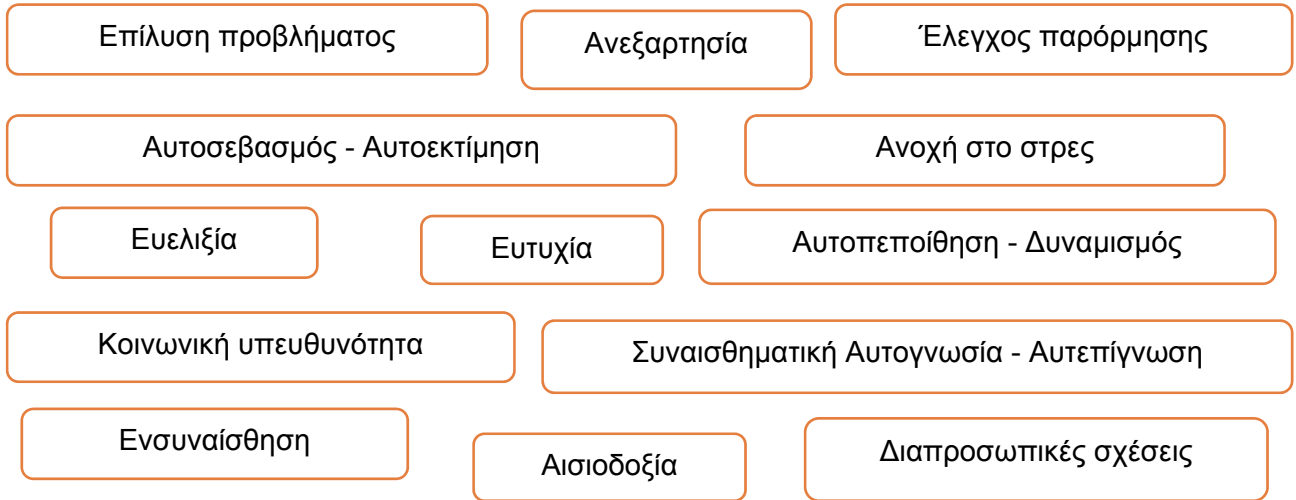 Επίλυση προβλήματος
Ανεξαρτησία
Έλεγχος παρόρμησης
Αυτοσεβασμός - Αυτοεκτίμηση
Ανοχή στο στρες
Ευελιξία
Ευτυχία
Αυτοπεποίθηση - Δυναμισμός
Κοινωνική υπευθυνότητα
Συναισθηματική Αυτογνωσία - Αυτεπίγνωση
Ενσυναίσθηση
Αισιοδοξία
Διαπροσωπικές σχέσεις